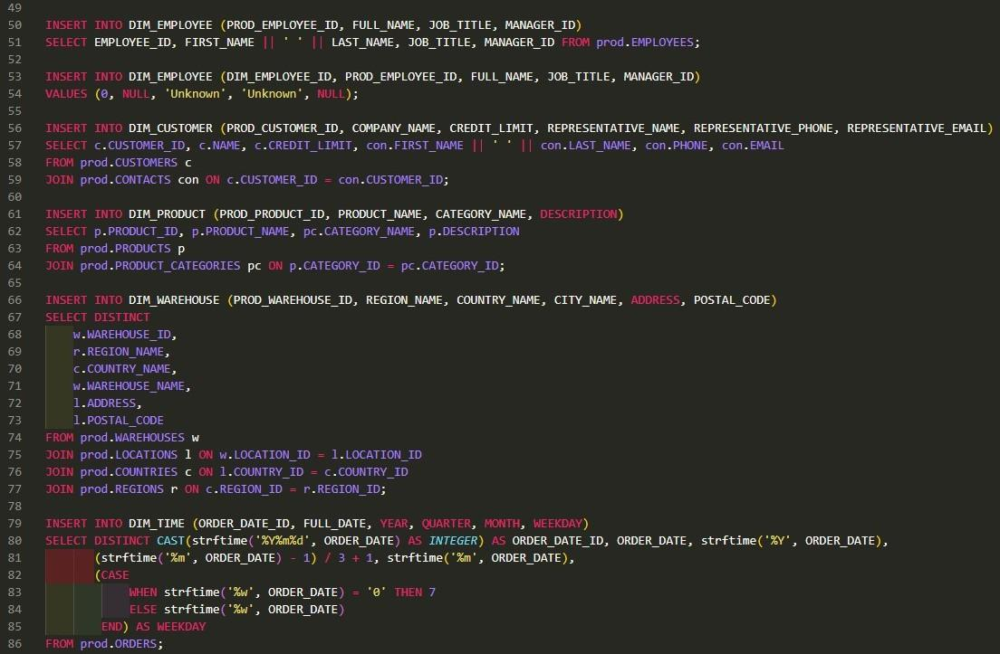 49
50 INSERT INTO DIM_EMPLOYEE (PROD_EMPLOYEE_ID, FULL_NAME, JOB_TITLE, MANAGER_ID)
51 SELECT EMPLOYEE_ID, FIRST_NAME || ' ' || LAST_NAME, JOB_TITLE, MANAGER_ID FROM prod.EMPLOYEES;
52
53 INSERT INTO DIM_EMPLOYEE (DIM_EMPLOYEE_ID, PROD_EMPLOYEE_ID, FULL_NAME, JOB_TITLE, MANAGER_ID)
54 VALUES (0, NULL, 'Unknown', 'Unknown', NULL);
55
56 INSERT INTO DIM_CUSTOMER (PROD_CUSTOMER_ID, COMPANY_NAME, CREDIT_LIMIT, REPRESENTATIVE_NAME, REPRESENTATIVE_PHONE, REPRESENTATIVE_EMAIL)
57 SELECT c.CUSTOMER_ID, c.NAME, c.CREDIT_LIMIT, con.FIRST_NAME || ' ' || con.LAST_NAME, con.PHONE, con.EMAIL
58 FROM prod.CUSTOMERS c
59 JOIN prod.CONTACTS con ON c.CUSTOMER_ID = con.CUSTOMER_ID;
60
61 INSERT INTO DIM_PRODUCT (PROD_PRODUCT_ID, PRODUCT_NAME, CATEGORY_NAME, DESCRIPTION)
62 SELECT p.PRODUCT_ID, p.PRODUCT_NAME, pc.CATEGORY_NAME, p.DESCRIPTION
63 FROM prod.PRODUCTS p
64 JOIN prod.PRODUCT_CATEGORIES pc ON p.CATEGORY_ID = pc.CATEGORY_ID;
65
66 INSERT INTO DIM_WAREHOUSE (PROD_WAREHOUSE_ID, REGION_NAME, COUNTRY_NAME, CITY_NAME, ADDRESS, POSTAL_CODE)
67 SELECT DISTINCT
68     w.WAREHOUSE_ID,
69     r.REGION_NAME,
70     c.COUNTRY_NAME,
71     w.WAREHOUSE_NAME,
72     l.ADDRESS,
73     l.POSTAL_CODE
74 FROM prod.WAREHOUSES w
75 JOIN prod.LOCATIONS l ON w.LOCATION_ID = l.LOCATION_ID
76 JOIN prod.COUNTRIES c ON l.COUNTRY_ID = c.COUNTRY_ID
77 JOIN prod.REGIONS r ON c.REGION_ID = r.REGION_ID;
78
79 INSERT INTO DIM_TIME (ORDER_DATE_ID, FULL_DATE, YEAR, QUARTER, MONTH, WEEKDAY)
80 SELECT DISTINCT CAST(strftime('%Y%m%d', ORDER_DATE) AS INTEGER) AS ORDER_DATE_ID, ORDER_DATE, strftime('%Y', ORDER_DATE),
81        (strftime('%m', ORDER_DATE) - 1) / 3 + 1, strftime('%m', ORDER_DATE),
82        (CASE
83             WHEN strftime('%w', ORDER_DATE) = '0' THEN 7
84             ELSE strftime('%w', ORDER_DATE)
85         END) AS WEEKDAY
86 FROM prod.ORDERS;